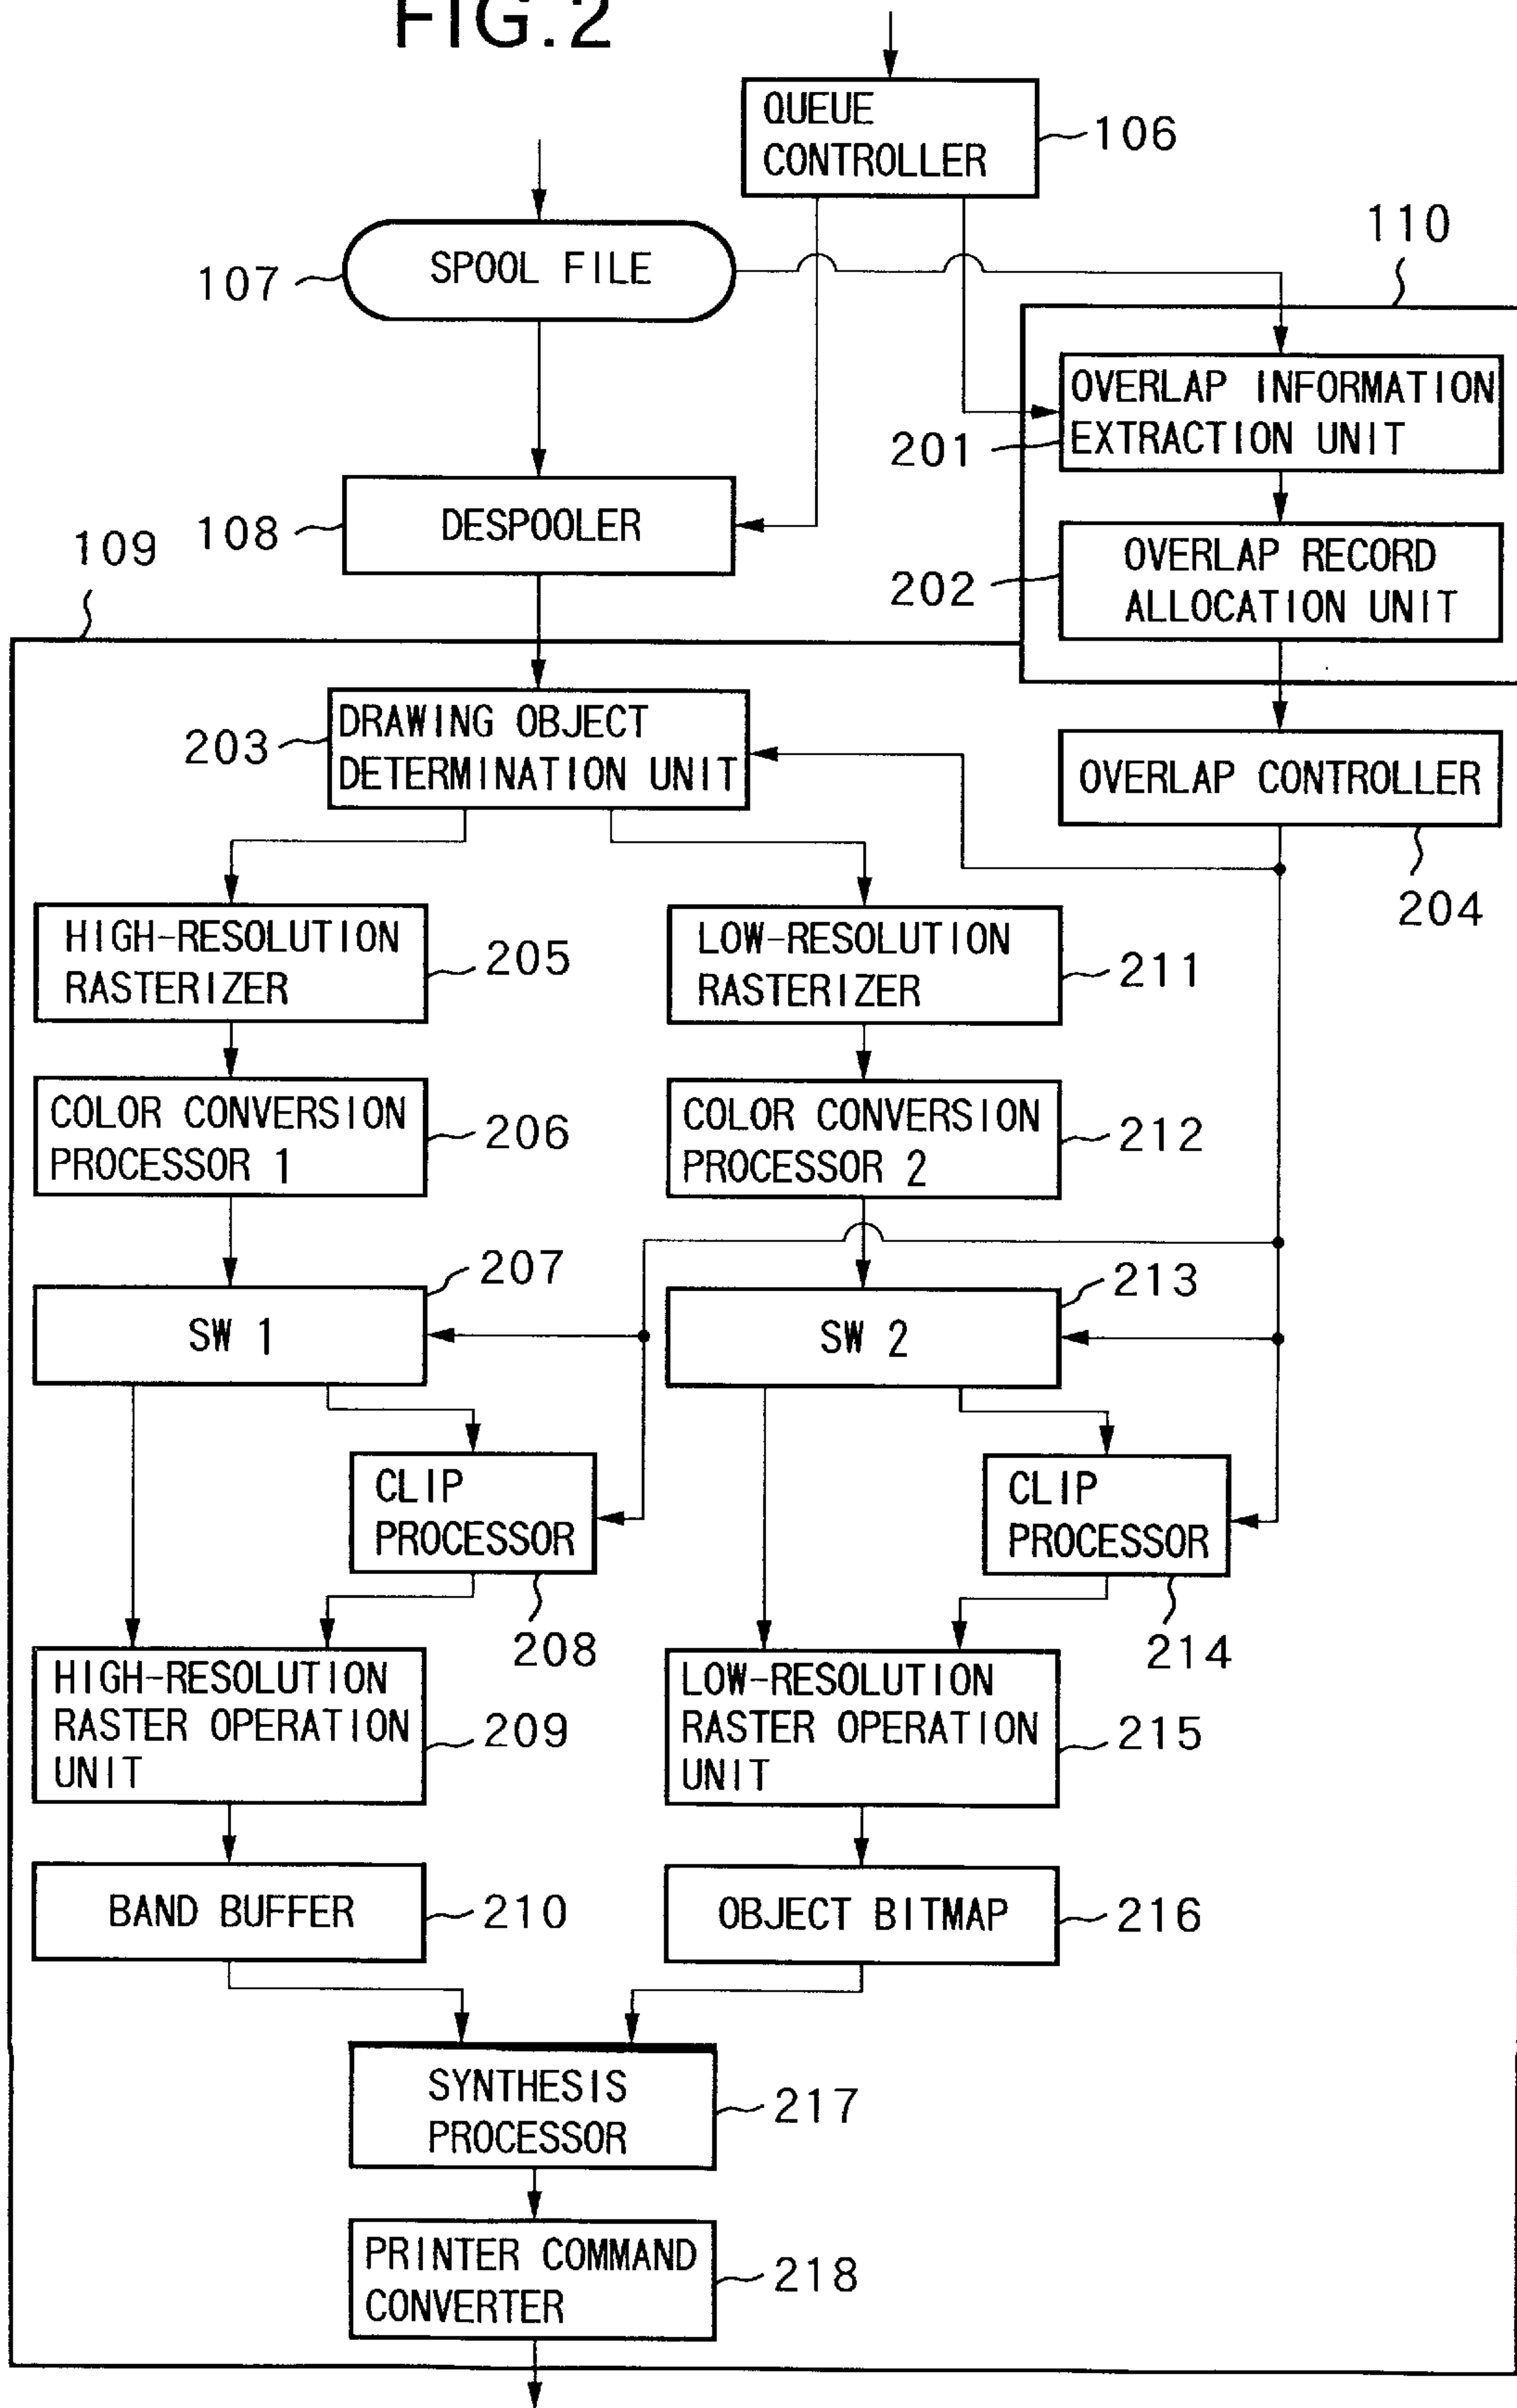 FIG.2
QUEUE
CONTROLLER
106
107
SPOOL FILE
110
OVERLAP INFORMATION
EXTRACTION UNIT
201
109
108
DESPOOLER
202
OVERLAP RECORD
ALLOCATION UNIT
203
DRAWING OBJECT
DETERMINATION UNIT
OVERLAP CONTROLLER
204
HIGH-RESOLUTION
RASTERIZER
205
LOW-RESOLUTION
RASTERIZER
211
COLOR CONVERSION
PROCESSOR 1
206
COLOR CONVERSION
PROCESSOR 2
212
207
SW 1
213
SW 2
CLIP
PROCESSOR
208
CLIP
PROCESSOR
214
HIGH-RESOLUTION
RASTER OPERATION
UNIT
209
LOW-RESOLUTION
RASTER OPERATION
UNIT
215
BAND BUFFER
210
OBJECT BITMAP
216
SYNTHESIS
PROCESSOR
217
PRINTER COMMAND
CONVERTER
218